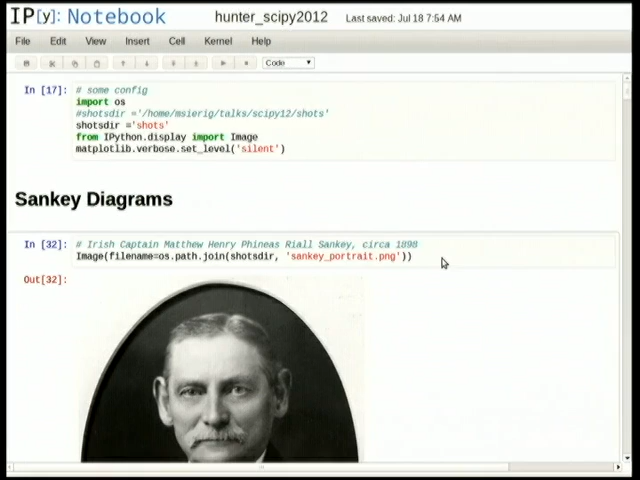 IP[y]: Notebook hunter_scipy2012 Last saved: Jul 18 7:54 AM
File Edit View Insert Cell Kernel Help
Code
In [17]: # some config
import os
#shotsdir ='/home/msierig/talks/scipy12/shots'
shotsdir ='shots'
from IPython.display import Image
matplotlib.verbose.set_level('silent')
Sankey Diagrams
In [32]: # Irish Captain Matthew Henry Phineas Riall Sankey, circa 1898
Image(filename=os.path.join(shotsdir, 'sankey_portrait.png'))
Out[32]: